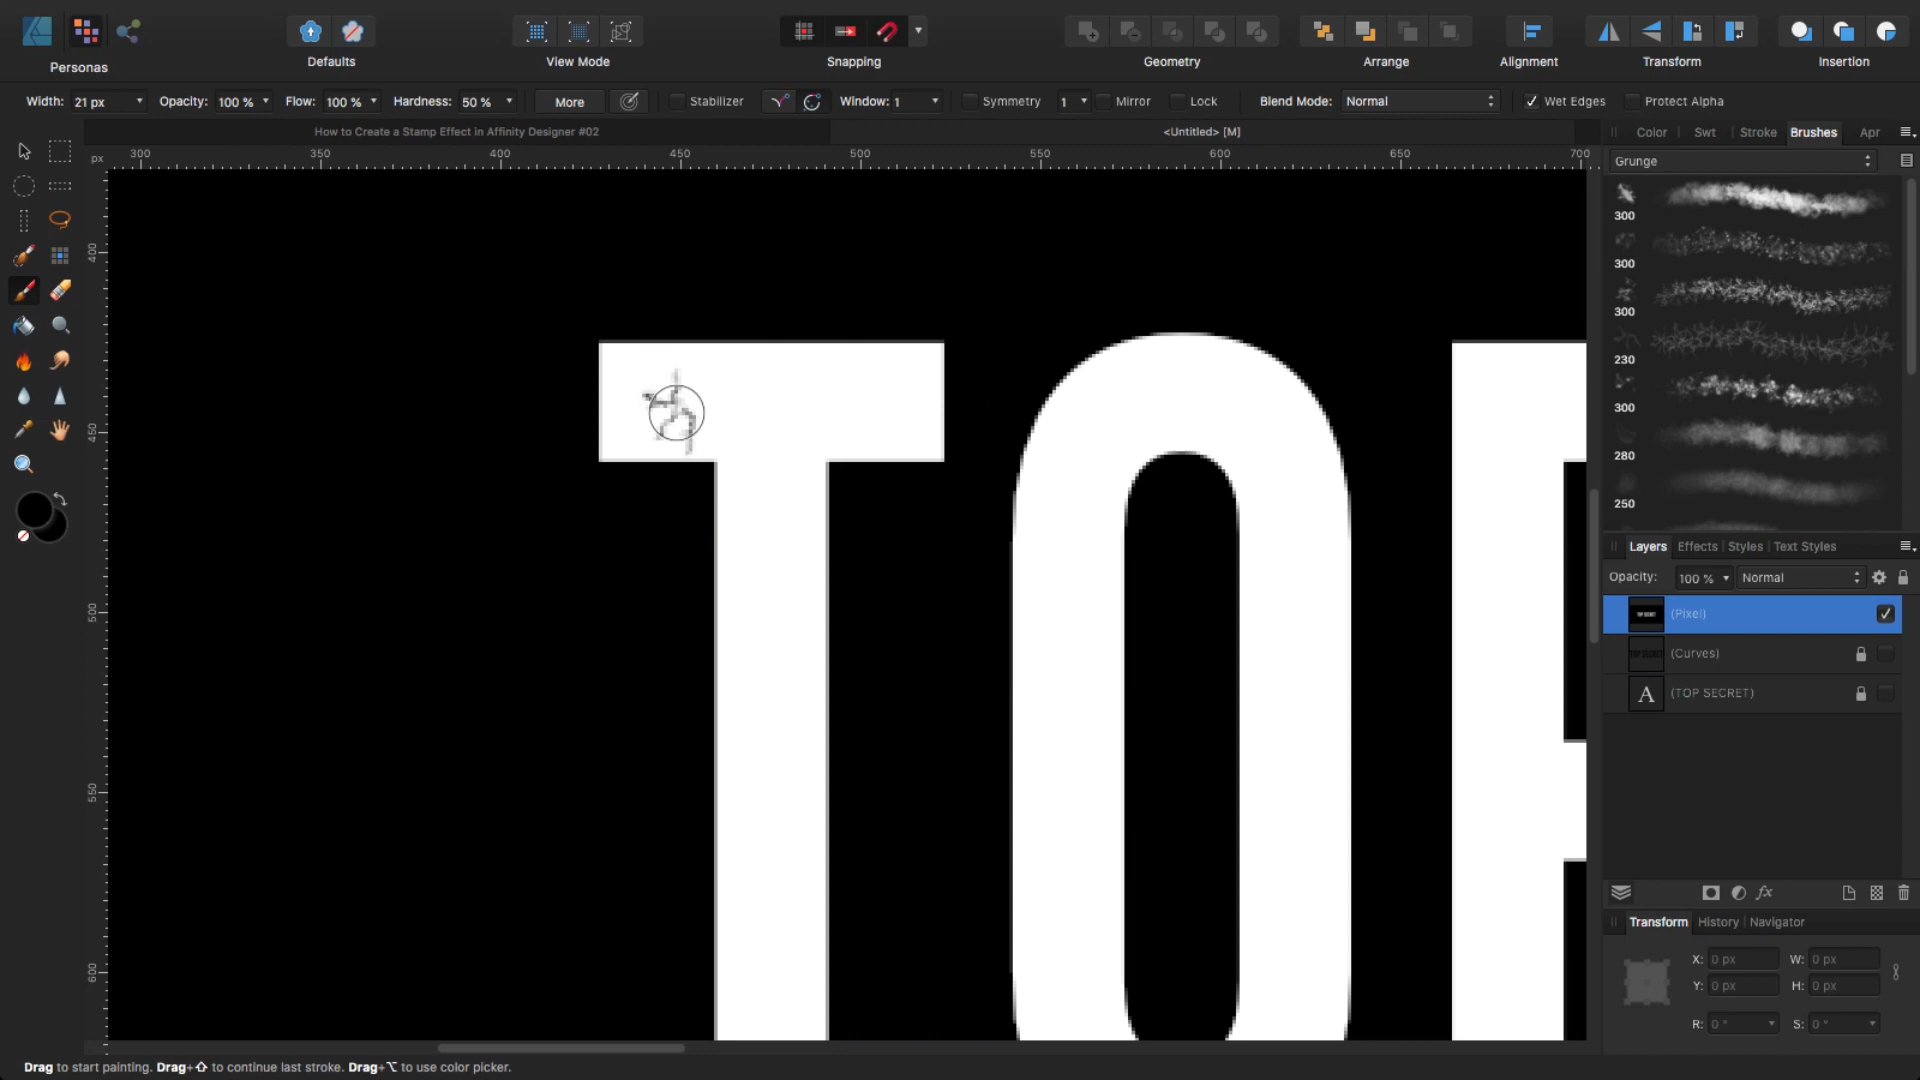 Personas
Defaults
View Mode
Snapping
Geometry
Arrange
Alignment
Transform
Insertion
Width: 21 px
Opacity: 100 %
Flow: 100 %
Hardness: 50 %
More
Stabilizer
Window: 1
Symmetry 1
Mirror
Lock
Blend Mode: Normal
Wet Edges
Protect Alpha
How to Create a Stamp Effect in Affinity Designer #02
<Untitled> [M]
Color Swt Stroke Brushes Apr
px 300 350 400 450 500 550 600 650 700
400
450
500
550
600
Grunge
300
300
300
230
300
280
250
TO
Layers Effects Styles Text Styles
Opacity: 100 % Normal
TOP SECRET (Pixel)
(Curves)
A (TOP SECRET)
Transform History Navigator
X: 0 px W: 0 px
Y: 0 px H: 0 px
R: 0 ° S: 0 °
Drag to start painting. Drag+⇧ to continue last stroke. Drag+⌥ to use color picker.